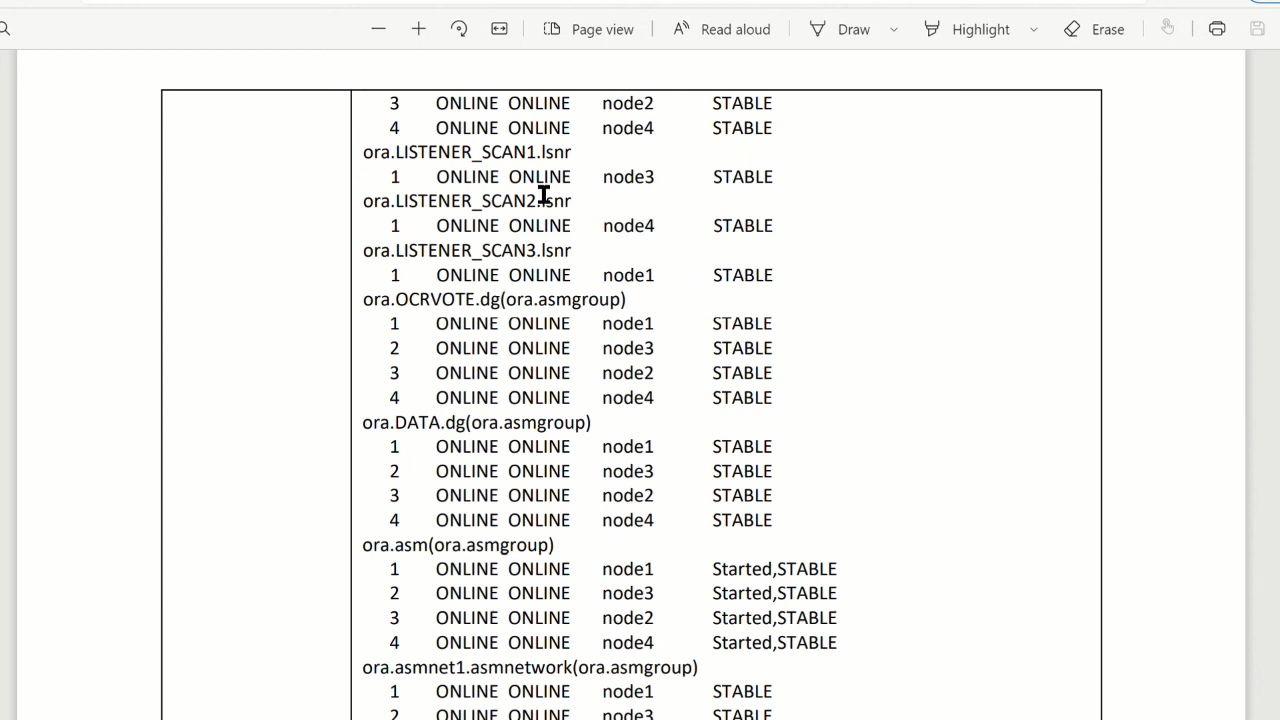 Page view Read aloud Draw Highlight Erase
3 ONLINE ONLINE node2 STABLE
4 ONLINE ONLINE node4 STABLE
ora.LISTENER_SCAN1.lsnr
1 ONLINE ONLINE node3 STABLE
ora.LISTENER_SCAN2.lsnr
1 ONLINE ONLINE node4 STABLE
ora.LISTENER_SCAN3.lsnr
1 ONLINE ONLINE node1 STABLE
ora.OCRVOTE.dg(ora.asmgroup)
1 ONLINE ONLINE node1 STABLE
2 ONLINE ONLINE node3 STABLE
3 ONLINE ONLINE node2 STABLE
4 ONLINE ONLINE node4 STABLE
ora.DATA.dg(ora.asmgroup)
1 ONLINE ONLINE node1 STABLE
2 ONLINE ONLINE node3 STABLE
3 ONLINE ONLINE node2 STABLE
4 ONLINE ONLINE node4 STABLE
ora.asm(ora.asmgroup)
1 ONLINE ONLINE node1 Started,STABLE
2 ONLINE ONLINE node3 Started,STABLE
3 ONLINE ONLINE node2 Started,STABLE
4 ONLINE ONLINE node4 Started,STABLE
ora.asmnet1.asmnetwork(ora.asmgroup)
1 ONLINE ONLINE node1 STABLE
2 ONLINE ONLINE node3 STABLE